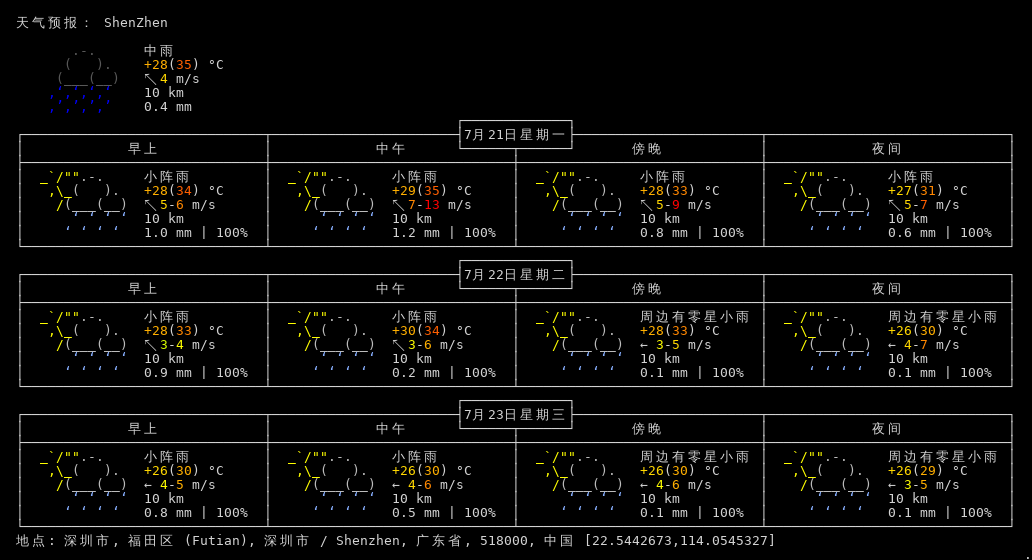 天气预报： ShenZhen
中雨
+28(35) °C
↖ 4 m/s
10 km
0.4 mm
7月21日星期一
早上 中午 傍晚 夜间
小阵雨 小阵雨 小阵雨 小阵雨
+28(34) °C +29(35) °C +28(33) °C +27(31) °C
↖ 5-6 m/s ↖ 7-13 m/s ↖ 5-9 m/s ↖ 5-7 m/s
10 km 10 km 10 km 10 km
1.0 mm | 100% 1.2 mm | 100% 0.8 mm | 100% 0.6 mm | 100%
7月22日星期二
早上 中午 傍晚 夜间
小阵雨 小阵雨 周边有零星小雨 周边有零星小雨
+28(33) °C +30(34) °C +28(33) °C +26(30) °C
↖ 3-4 m/s ↖ 3-6 m/s ← 3-5 m/s ← 4-7 m/s
10 km 10 km 10 km 10 km
0.9 mm | 100% 0.2 mm | 100% 0.1 mm | 100% 0.1 mm | 100%
7月23日星期三
早上 中午 傍晚 夜间
小阵雨 小阵雨 周边有零星小雨 周边有零星小雨
+26(30) °C +26(30) °C +26(30) °C +26(29) °C
← 4-5 m/s ← 4-6 m/s ← 4-6 m/s ← 3-5 m/s
10 km 10 km 10 km 10 km
0.8 mm | 100% 0.5 mm | 100% 0.1 mm | 100% 0.1 mm | 100%
地点: 深圳市, 福田区 (Futian), 深圳市 / Shenzhen, 广东省, 518000, 中国 [22.5442673,114.0545327]